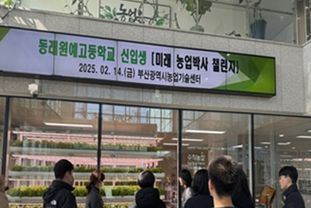 동래원예고등학교 신입생 [미래 농업박사 챌린지]
2025. 02. 14.(금) 부산광역시농업기술센터